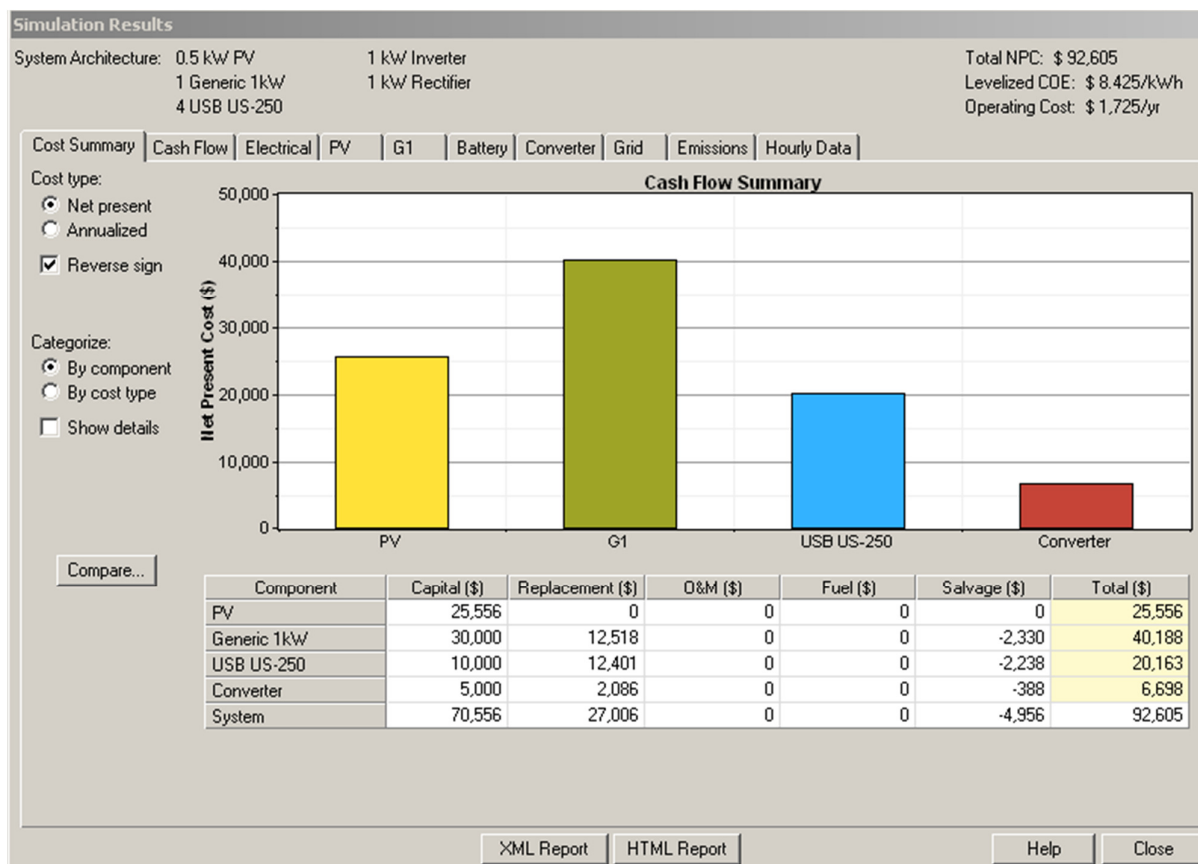 Simulation Results
System Architecture: 0.5 kW PV 1 kW Inverter Total NPC: $ 92,605
1 Generic 1kW 1 kW Rectifier Levelized COE: $ 8.425/kWh
4 USB US-250 Operating Cost: $ 1,725/yr
Cost Summary Cash Flow Electrical PV G1 Battery Converter Grid Emissions Hourly Data
Cost type:
Net present
Annualized
Reverse sign
Categorize:
By component
By cost type
Show details
Compare...
Cash Flow Summary
Net Present Cost ($)
50,000
40,000
30,000
20,000
10,000
0
PV G1 USB US-250 Converter
Component Capital ($) Replacement ($) O&M ($) Fuel ($) Salvage ($) Total ($)
PV 25,556 0 0 0 0 25,556
Generic 1kW 30,000 12,518 0 0 -2,330 40,188
USB US-250 10,000 12,401 0 0 -2,238 20,163
Converter 5,000 2,086 0 0 -388 6,698
System 70,556 27,006 0 0 -4,956 92,605
XML Report HTML Report Help Close